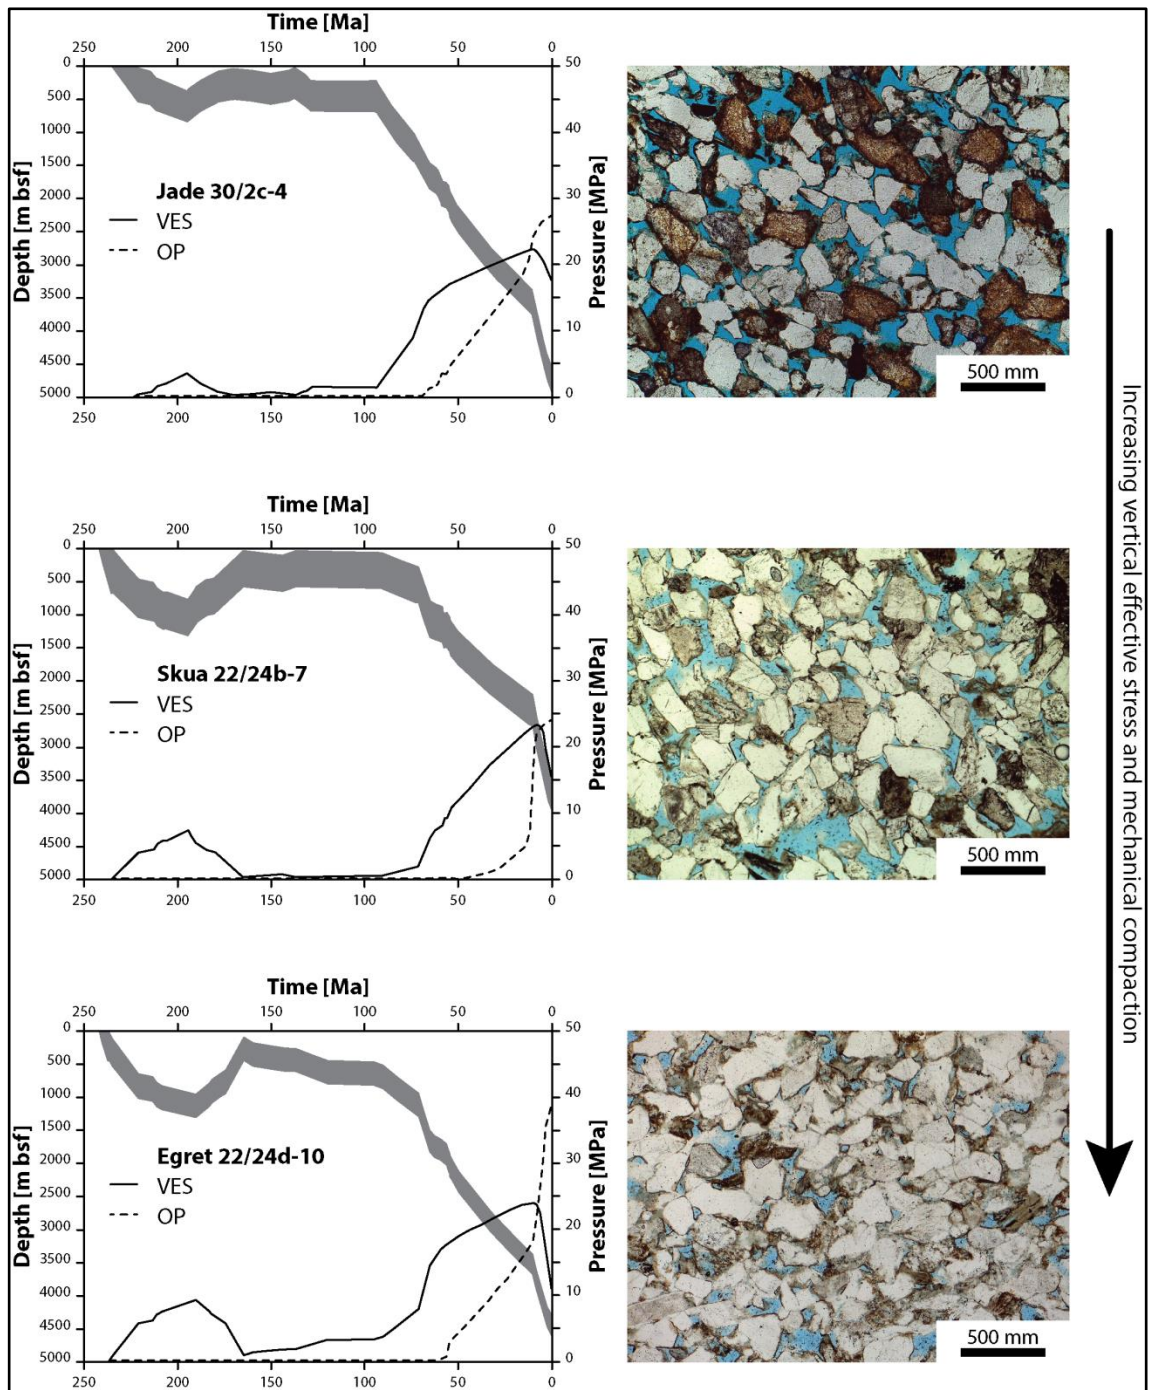 Time [Ma]
250 200 150 100 50 0
0 500 1000 1500 2000 2500 3000 3500 4000 4500 5000
Depth [m bsf]
Jade 30/2c-4
VES
OP
50 40 30 20 10 0
Pressure [MPa]
250 200 150 100 50 0
500 mm
Time [Ma]
250 200 150 100 50 0
0 500 1000 1500 2000 2500 3000 3500 4000 4500 5000
Depth [m bsf]
Skua 22/24b-7
VES
OP
50 40 30 20 10 0
Pressure [MPa]
250 200 150 100 50 0
500 mm
Time [Ma]
250 200 150 100 50 0
0 500 1000 1500 2000 2500 3000 3500 4000 4500 5000
Depth [m bsf]
Egret 22/24d-10
VES
OP
50 40 30 20 10 0
Pressure [MPa]
250 200 150 100 50 0
500 mm
Increasing vertical effective stress and mechanical compaction